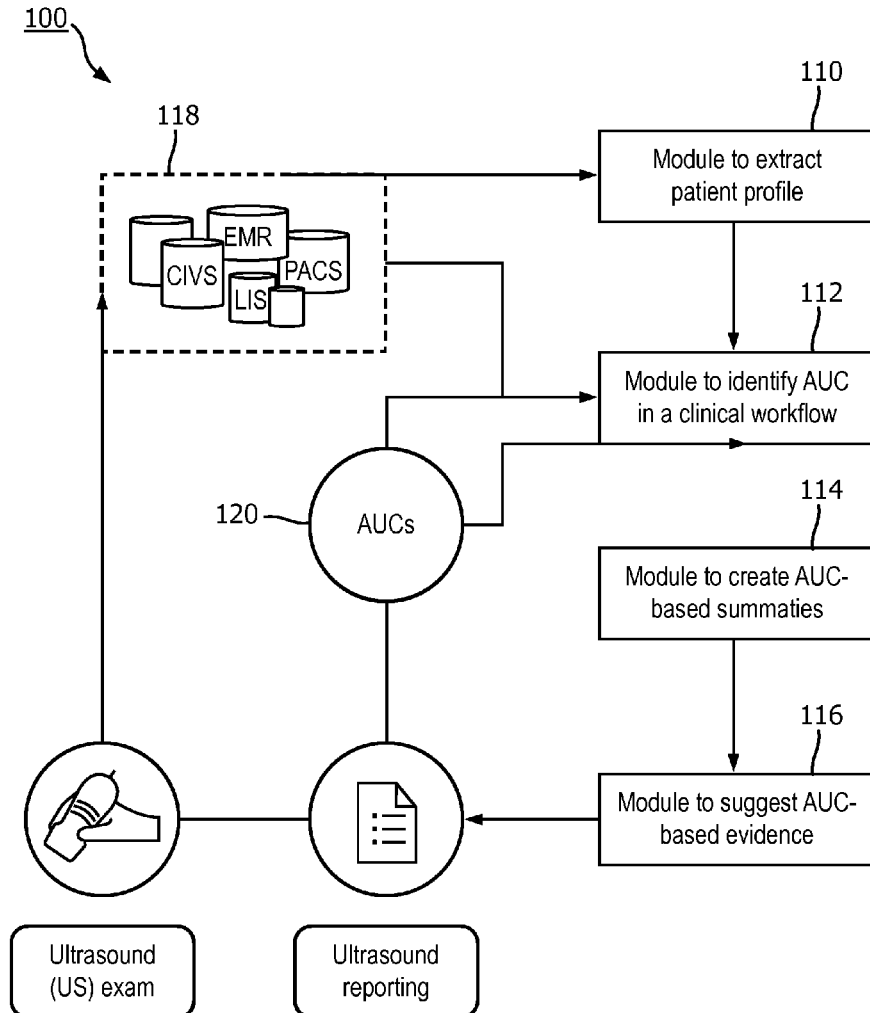 100
118
110
Module to extract
patient profile
EMR
CIVS
PACS
LIS
112
Module to identify AUC
in a clinical workflow
120
AUCs
114
Module to create AUC-
based summaties
116
Module to suggest AUC-
based evidence
Ultrasound
(US) exam
Ultrasound
reporting